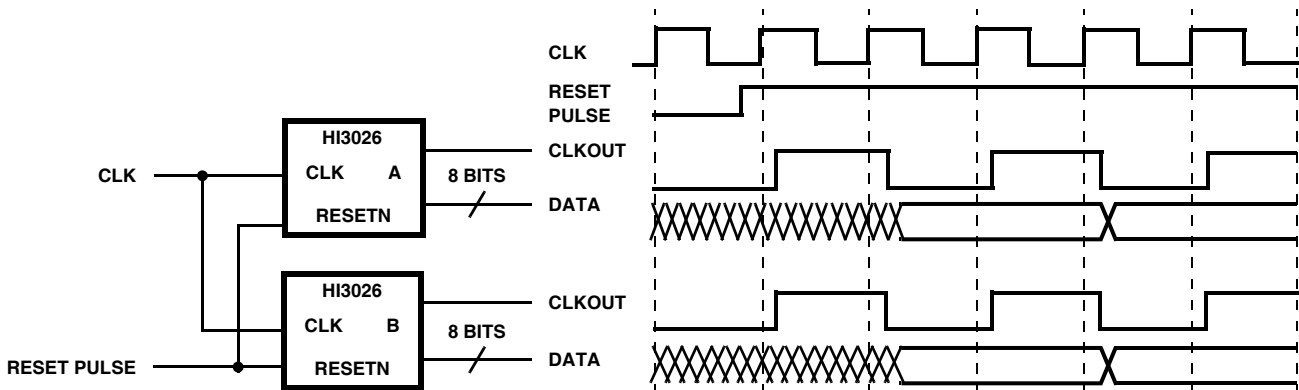 CLK
RESET
PULSE
HI3026
CLKOUT
CLK
CLK A
8 BITS
RESETN
DATA
HI3026
CLKOUT
CLK B
8 BITS
RESET PULSE
RESETN
DATA